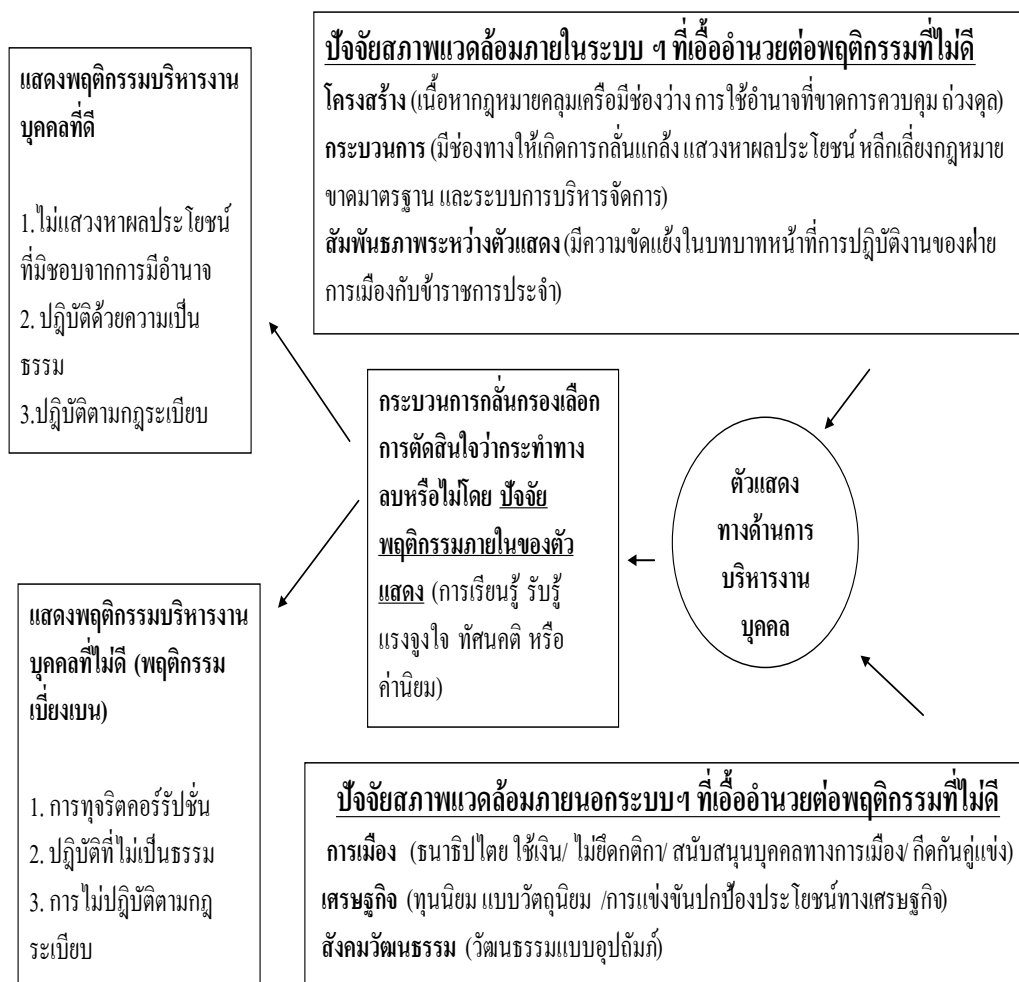 ปัจจัยสภาพแวดล้อมภายในระบบ ฯ ที่เอื้ออำนวยต่อพฤติกรรมที่ไม่ดี
โครงสร้าง (เนื้อหากฎหมายคลุมเครือมีช่องว่าง การใช้อำนาจที่ขาดการควบคุม ถ่วงดุล)
กระบวนการ (มีช่องทางให้เกิดการกลั่นแกล้ง แสวงหาผลประโยชน์ หลีกเลี่ยงกฎหมาย
ขาดมาตรฐาน และระบบการบริหารจัดการ)
สัมพันธภาพระหว่างตัวแสดง (มีความขัดแย้งในบทบาทหน้าที่การปฏิบัติงานของฝ่าย
การเมืองกับข้าราชการประจำ)
แสดงพฤติกรรมบริหารงาน
บุคคลที่ดี
1. ไม่แสวงหาผลประโยชน์
ที่มิชอบจากการมีอำนาจ
2. ปฏิบัติด้วยความเป็น
ธรรม
3.ปฏิบัติตามกฎระเบียบ
กระบวนการกลั่นกรองเลือก
การตัดสินใจว่ากระทำทาง
ลบหรือไม่โดย ปัจจัย
พฤติกรรมภายในของตัว
แสดง (การเรียนรู้ รับรู้
แรงจูงใจ ทัศนคติ หรือ
ค่านิยม)
ตัวแสดง
ทางด้านการ
บริหารงาน
บุคคล
แสดงพฤติกรรมบริหารงาน
บุคคลที่ไม่ดี (พฤติกรรม
เบี่ยงเบน)
1. การทุจริตคอร์รัปชั่น
2. ปฏิบัติที่ไม่เป็นธรรม
3. การไม่ปฏิบัติตามกฎ
ระเบียบ
ปัจจัยสภาพแวดล้อมภายนอกระบบฯ ที่เอื้ออำนวยต่อพฤติกรรมที่ไม่ดี
การเมือง (ธนาธิปไตย ใช้เงิน/ ไม่ยึดกติกา/ สนับสนุนบุคคลทางการเมือง/ กีดกันคู่แข่ง)
เศรษฐกิจ (ทุนนิยม แบบวัตถุนิยม /การแข่งขันปกป้องประโยชน์ทางเศรษฐกิจ)
สังคมวัฒนธรรม (วัฒนธรรมแบบอุปถัมภ์)